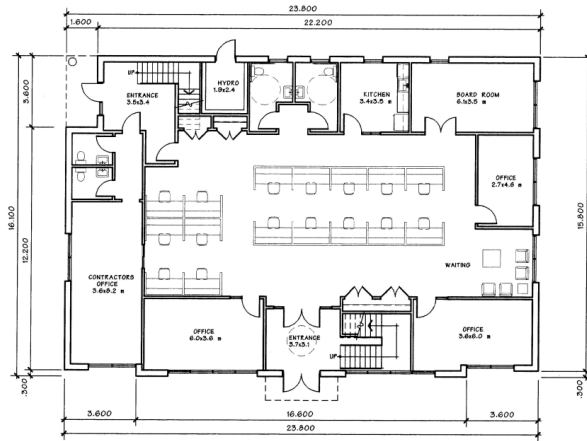 23.800
1.600
22.200
UP
HYDRO
1.9x2.4
ENTRANCE
3.5x3.4
KITCHEN
3.4x3.5 m
BOARD ROOM
6.1x3.5 m
3.600
OFFICE
2.7x4.6 m
16.100
12.200
15.800
WAITING
CONTRACTORS
OFFICE
3.6x8.2 m
OFFICE
6.0x3.6 m
ENTRANCE
3.7x3.1
UP
OFFICE
3.6x6.0 m
.300
.300
3.600
16.600
3.600
23.800